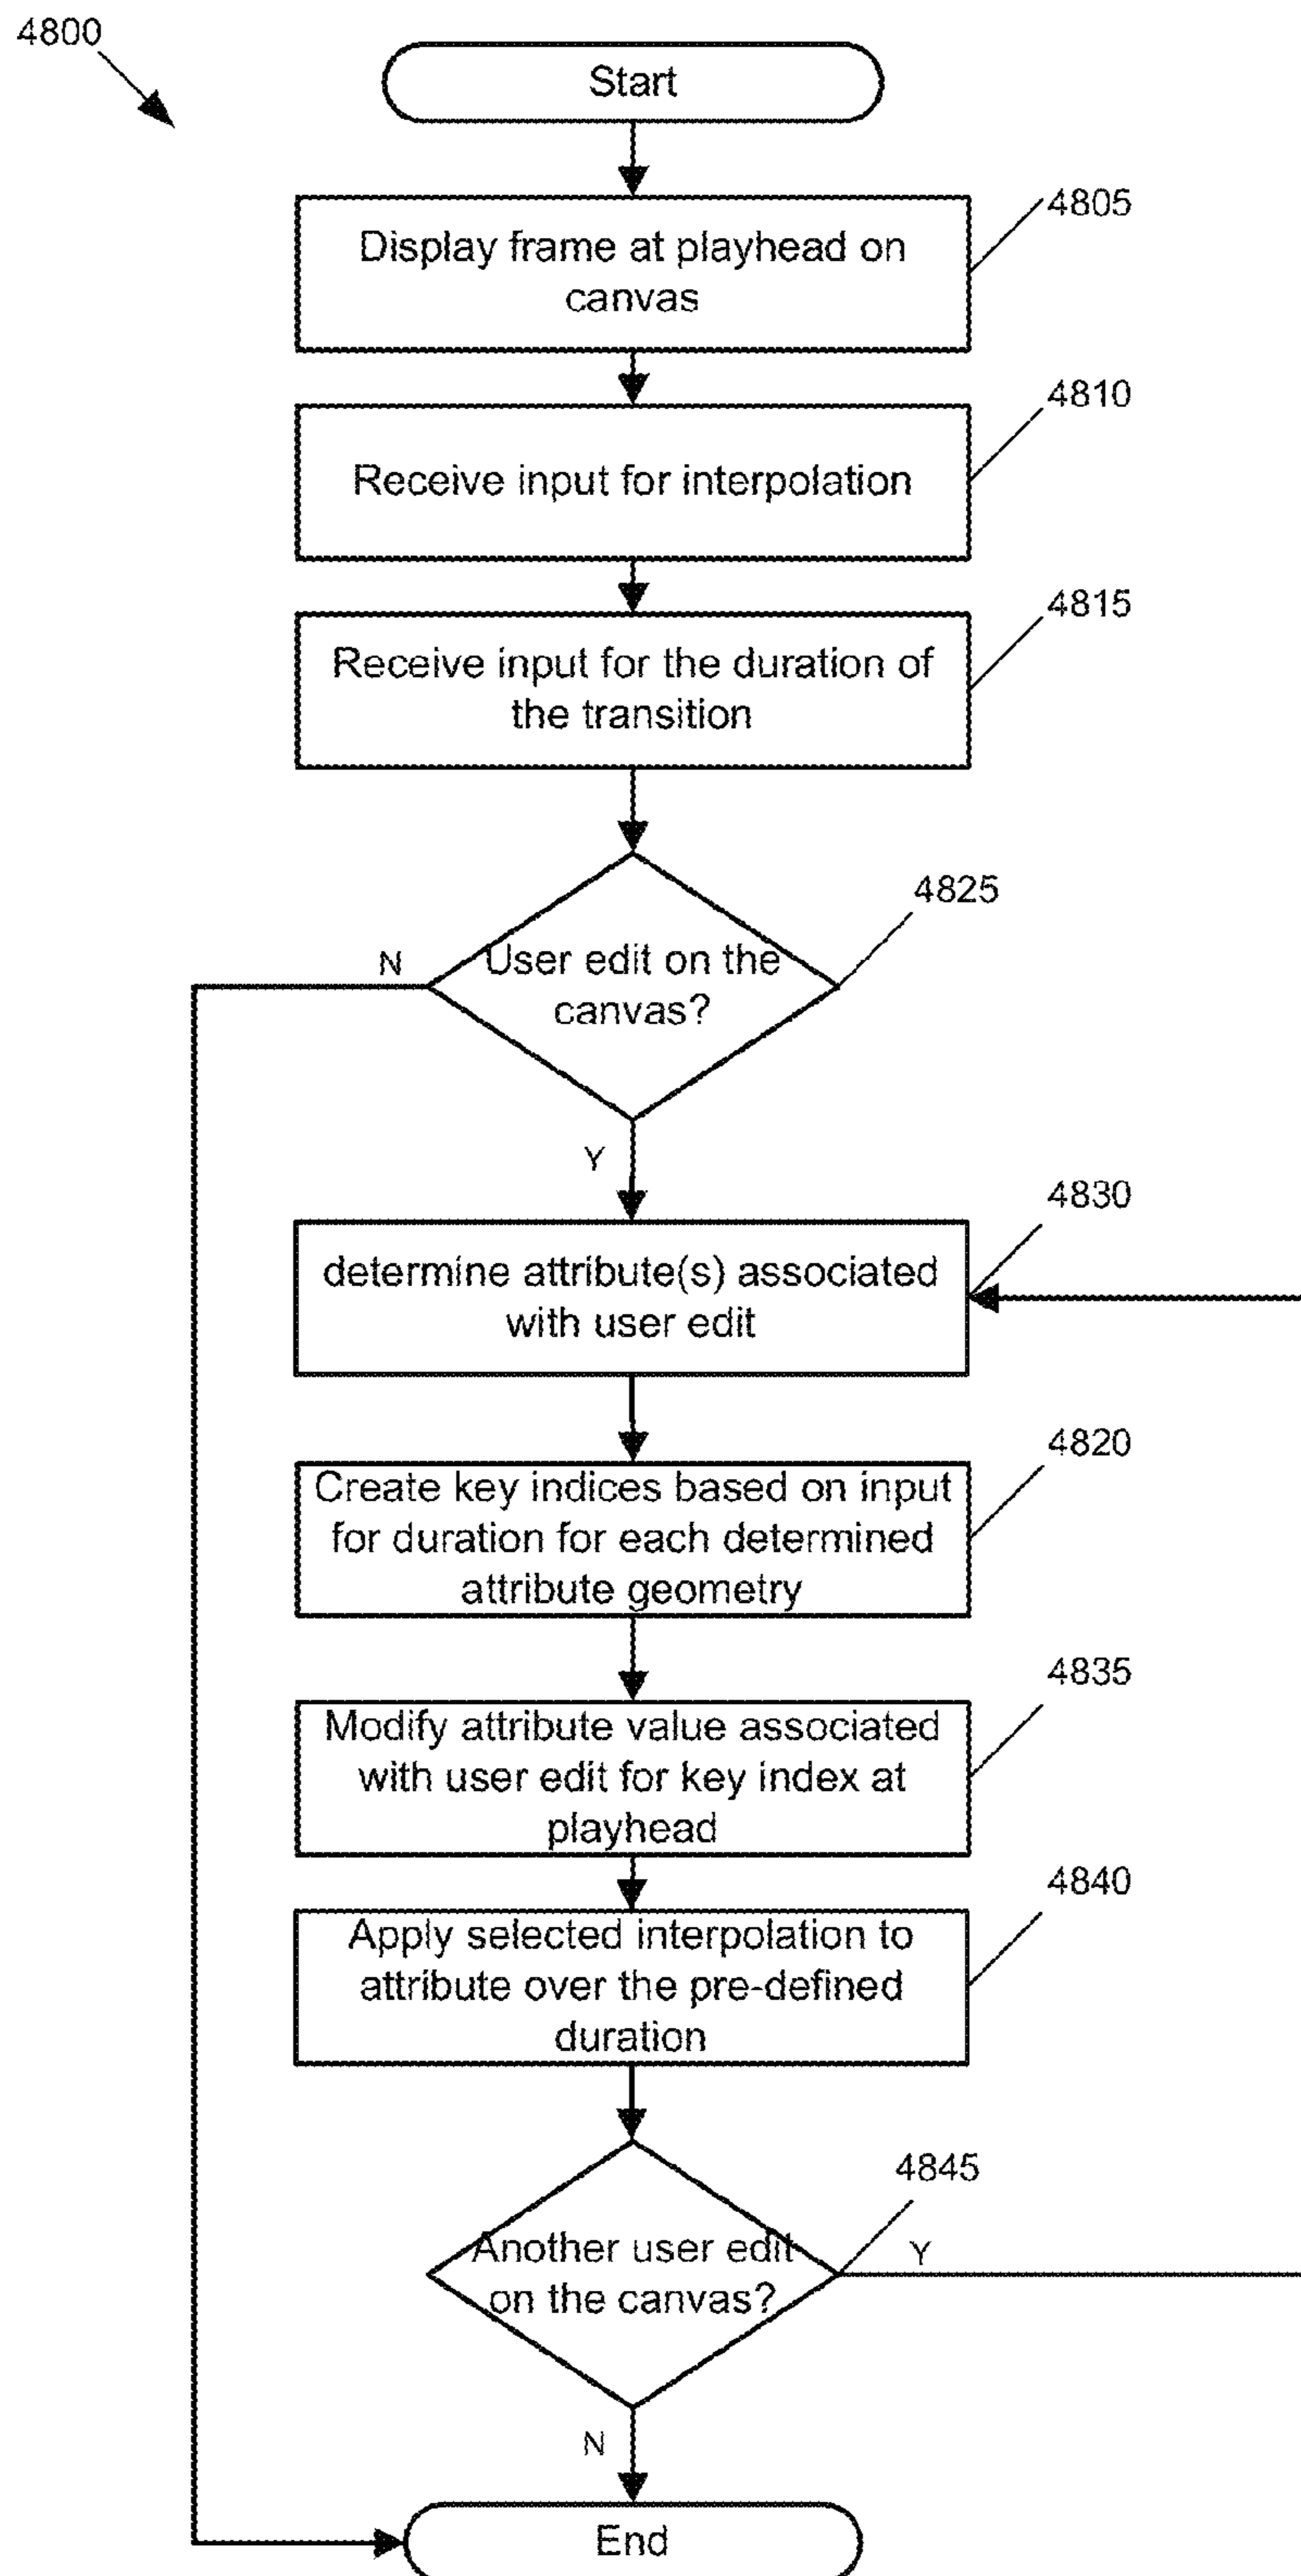 4800
Start
4805
Display frame at playhead on
canvas
4810
Receive input for interpolation
4815
Receive input for the duration of
the transition
4825
N
User edit on the
canvas?
Y
4830
determine attribute(s) associated
with user edit
4820
Create key indices based on input
for duration for each determined
attribute geometry
4835
Modify attribute value associated
with user edit for key index at
playhead
4840
Apply selected interpolation to
attribute over the pre-defined
duration
4845
Another user edit
on the canvas?
Y
N
End